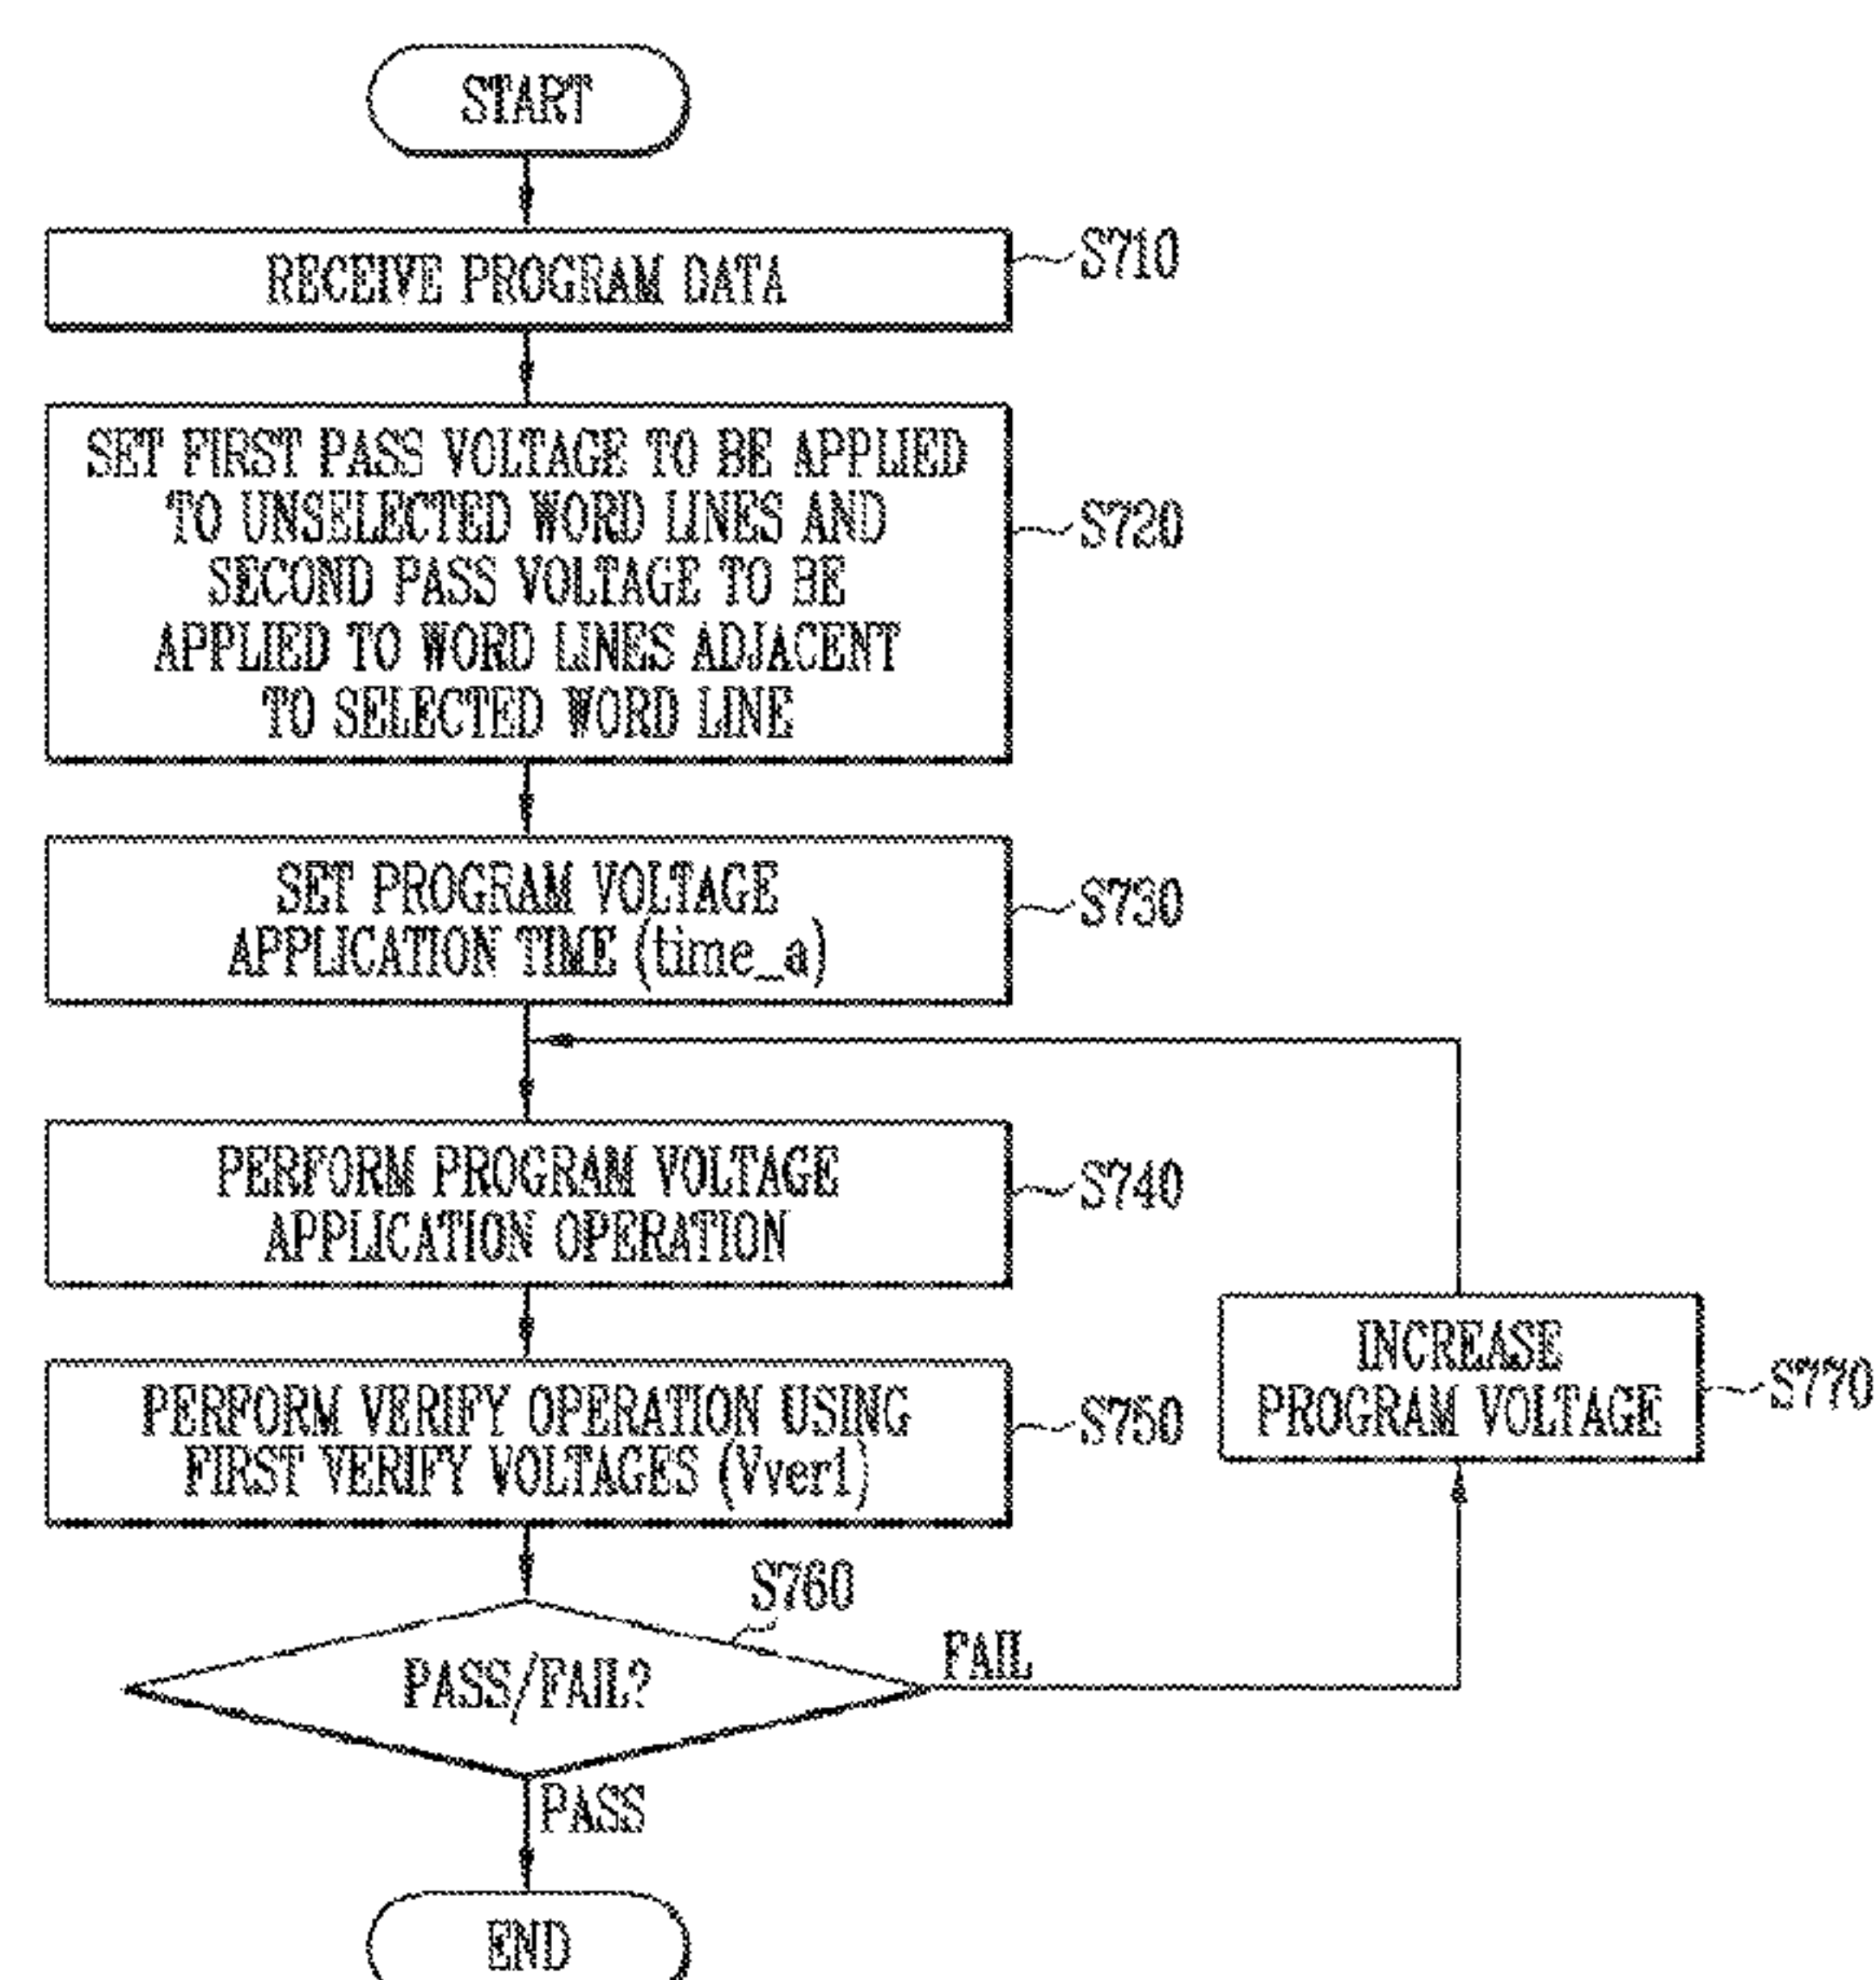 START
RECEIVE PROGRAM DATA
S710
SET FIRST PASS VOLTAGE TO BE APPLIED
TO UNSELECTED WORD LINES AND
SECOND PASS VOLTAGE TO BE
APPLIED TO WORD LINES ADJACENT
TO SELECTED WORD LINE
S720
SET PROGRAM VOLTAGE
APPLICATION TIME (time_a)
S730
PERFORM PROGRAM VOLTAGE
APPLICATION OPERATION
S740
PERFORM VERIFY OPERATION USING
FIRST VERIFY VOLTAGES (Vver1)
S750
INCREASE
PROGRAM VOLTAGE
S770
S760
PASS/FAIL?
FAIL
PASS
END